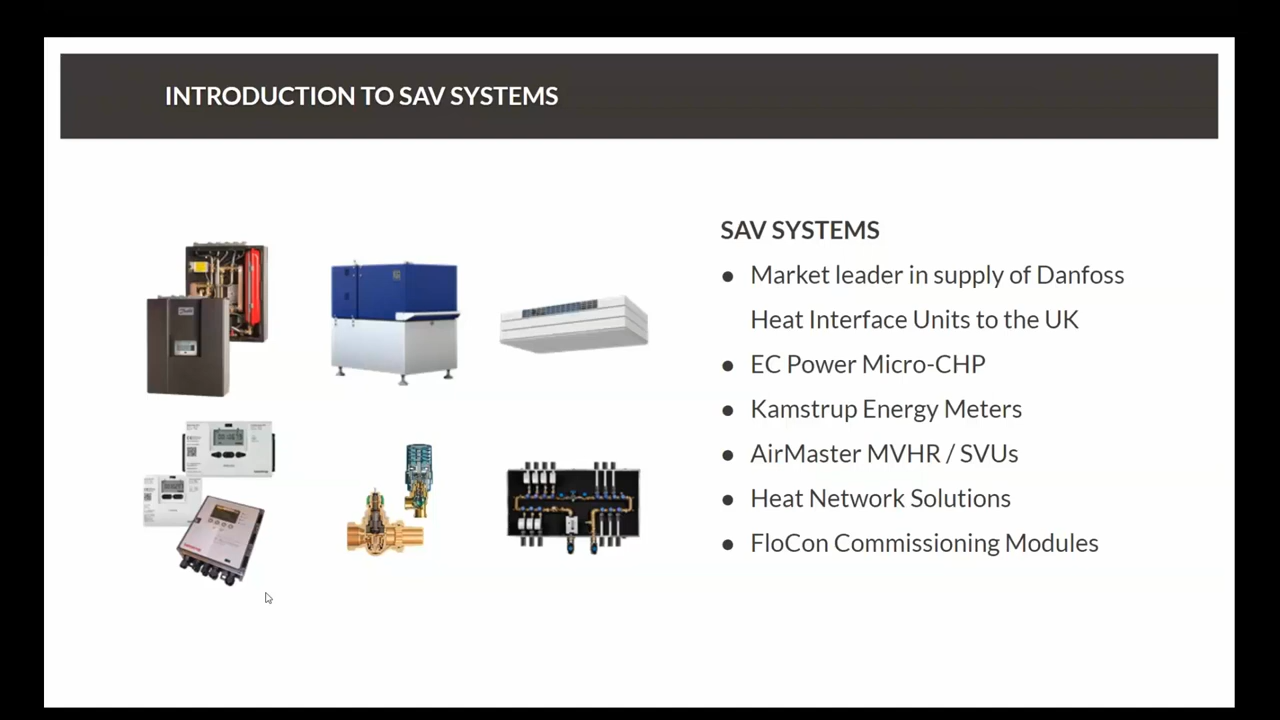 INTRODUCTION TO SAV SYSTEMS
SAV SYSTEMS
● Market leader in supply of Danfoss
Heat Interface Units to the UK
● EC Power Micro-CHP
● Kamstrup Energy Meters
● AirMaster MVHR / SVUs
● Heat Network Solutions
● FloCon Commissioning Modules